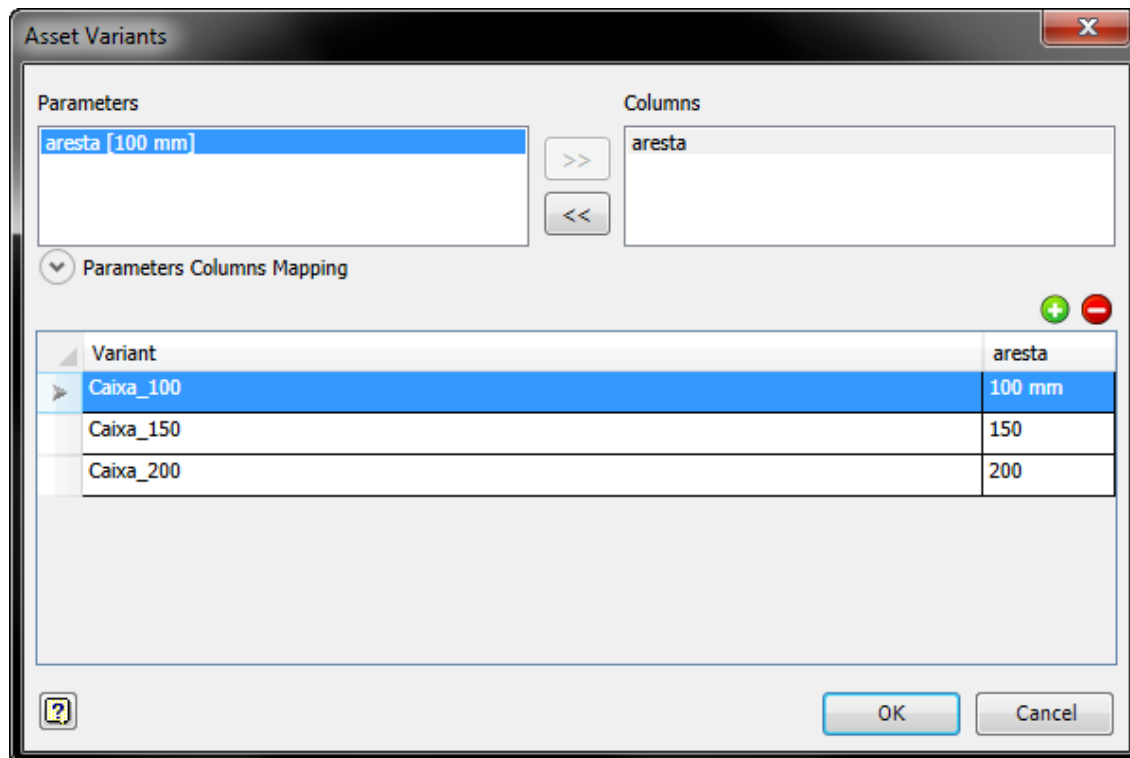 Asset Variants
Parameters
Columns
aresta [100 mm]
aresta
>>
<<
Parameters Columns Mapping
Variant aresta
Caixa_100 100 mm
Caixa_150 150
Caixa_200 200
OK Cancel